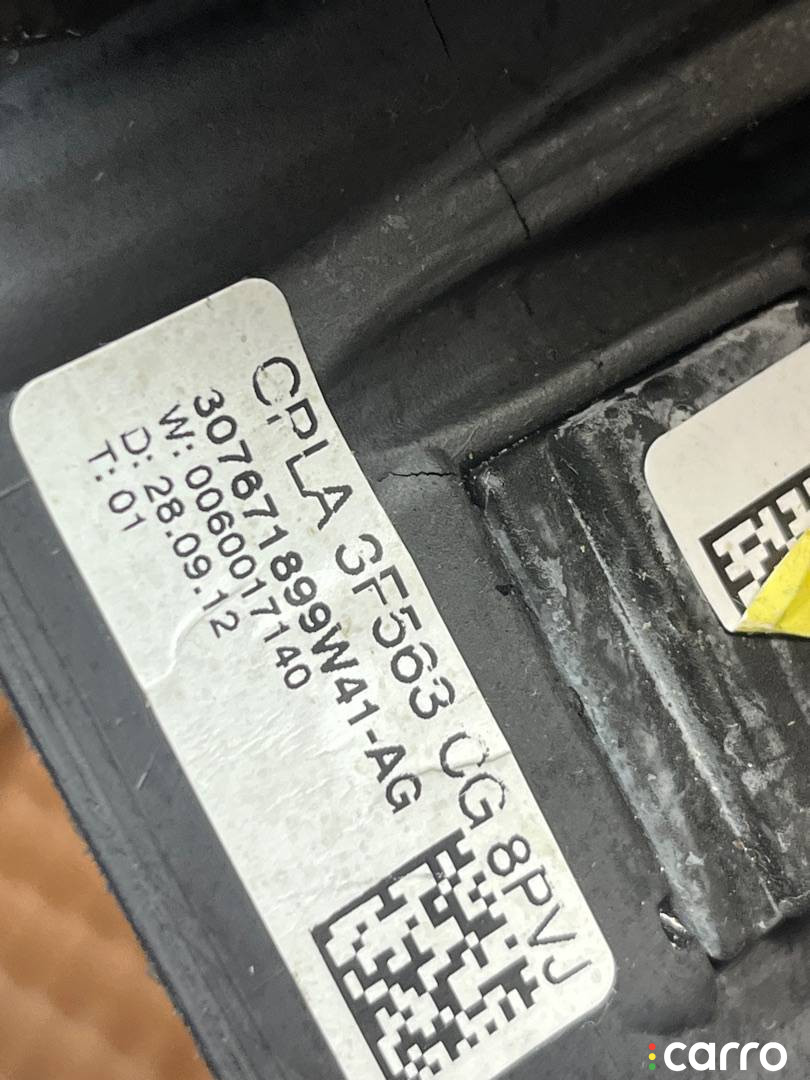 CPLA 3F563 CG 8PVJ
307671899W41-AG
W: 0060017140
D: 28.09.12
T: 01
carro